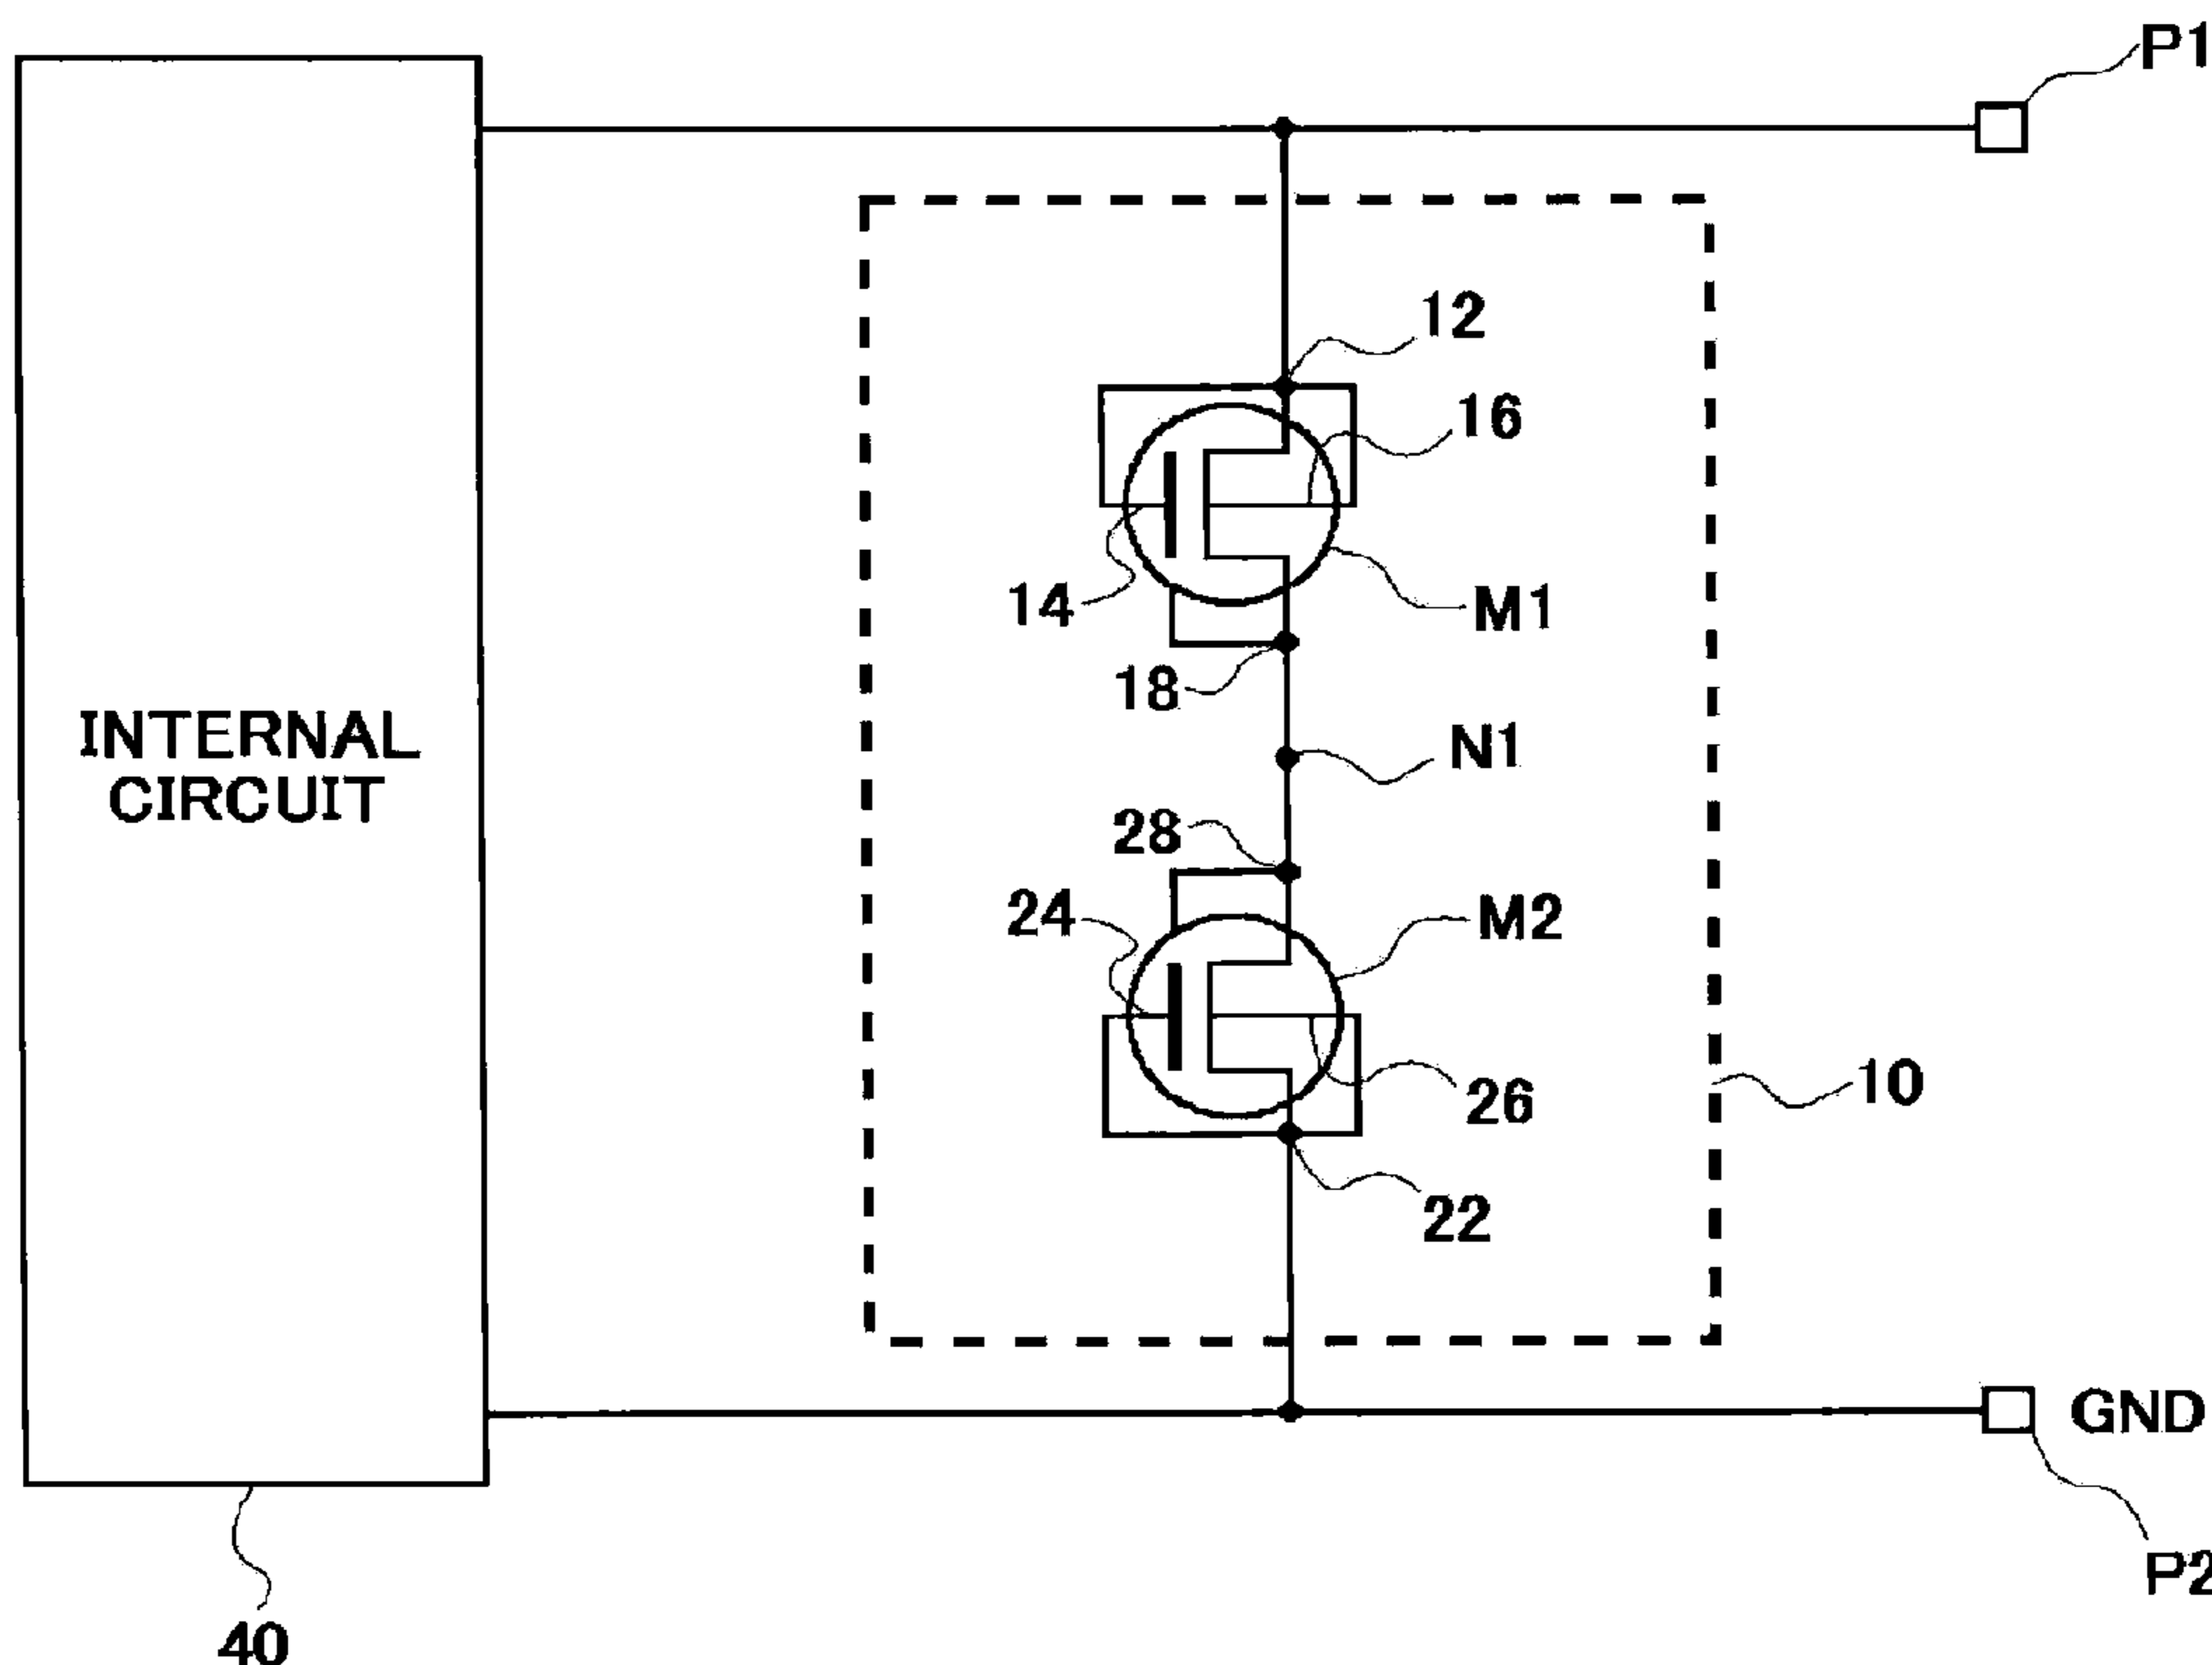 P1
12
16
14
M1
18
INTERNAL
CIRCUIT
N1
28
24
M2
26
10
22
GND
P2
40